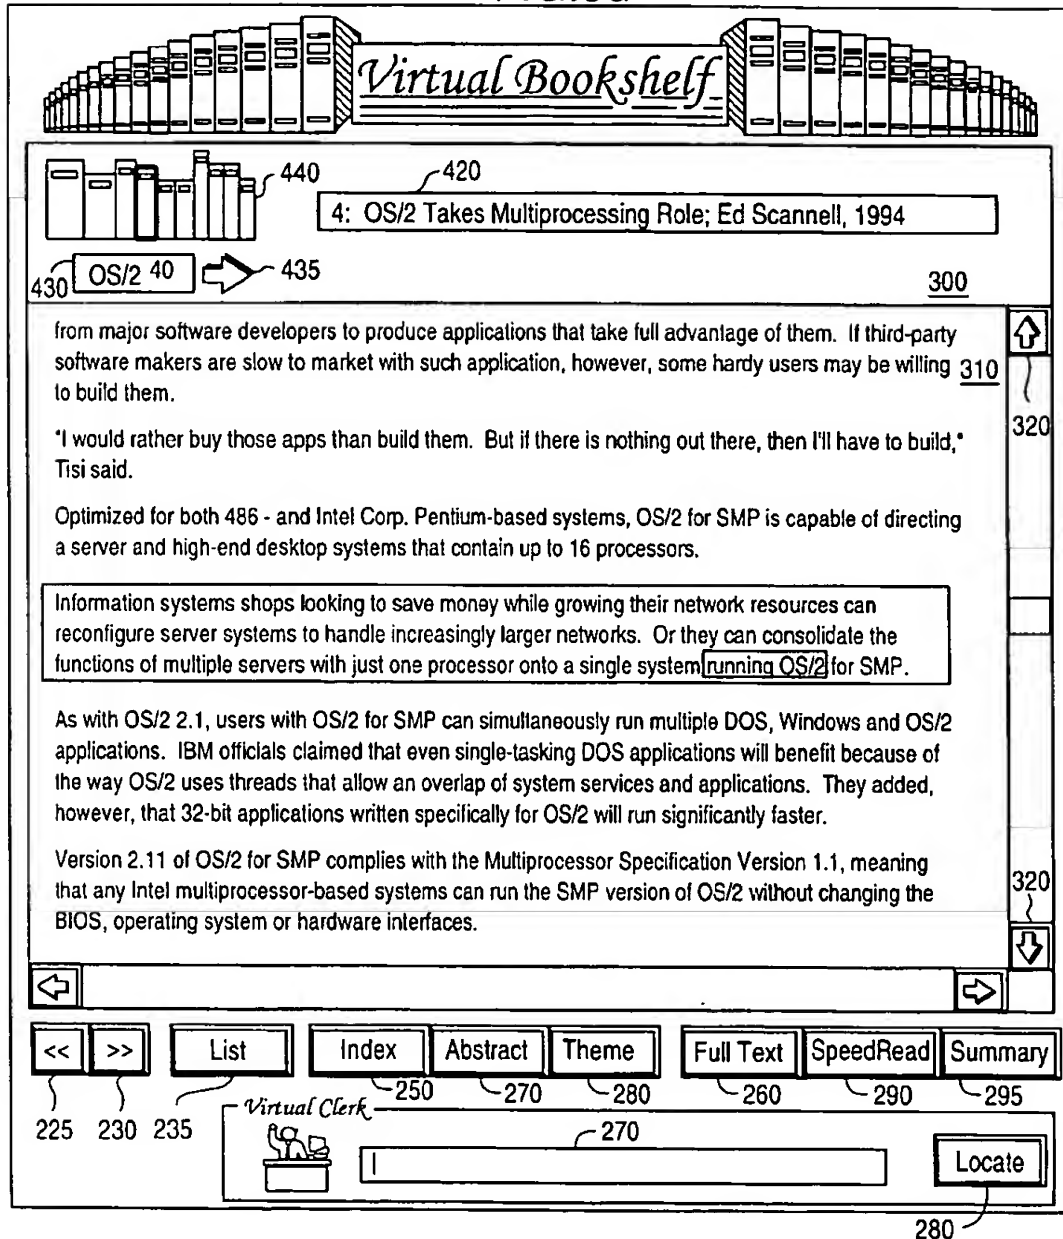 Virtual Bookshelf
440
420
4: OS/2 Takes Multiprocessing Role; Ed Scannell, 1994
430
OS/2 40
435
300
from major software developers to produce applications that take full advantage of them. If third-party
software makers are slow to market with such application, however, some hardy users may be willing
to build them.
310
320
"I would rather buy those apps than build them. But if there is nothing out there, then I'll have to build,"
Tisi said.
Optimized for both 486 - and Intel Corp. Pentium-based systems, OS/2 for SMP is capable of directing
a server and high-end desktop systems that contain up to 16 processors.
Information systems shops looking to save money while growing their network resources can
reconfigure server systems to handle increasingly larger networks. Or they can consolidate the
functions of multiple servers with just one processor onto a single system running OS/2 for SMP.
As with OS/2 2.1, users with OS/2 for SMP can simultaneously run multiple DOS, Windows and OS/2
applications. IBM officials claimed that even single-tasking DOS applications will benefit because of
the way OS/2 uses threads that allow an overlap of system services and applications. They added,
however, that 32-bit applications written specifically for OS/2 will run significantly faster.
Version 2.11 of OS/2 for SMP complies with the Multiprocessor Specification Version 1.1, meaning
that any Intel multiprocessor-based systems can run the SMP version of OS/2 without changing the
BIOS, operating system or hardware interfaces.
320
<< >> List Index Abstract Theme Full Text SpeedRead Summary
225 230 235 250 270 280 260 290 295
Virtual Clerk
270
Locate
280